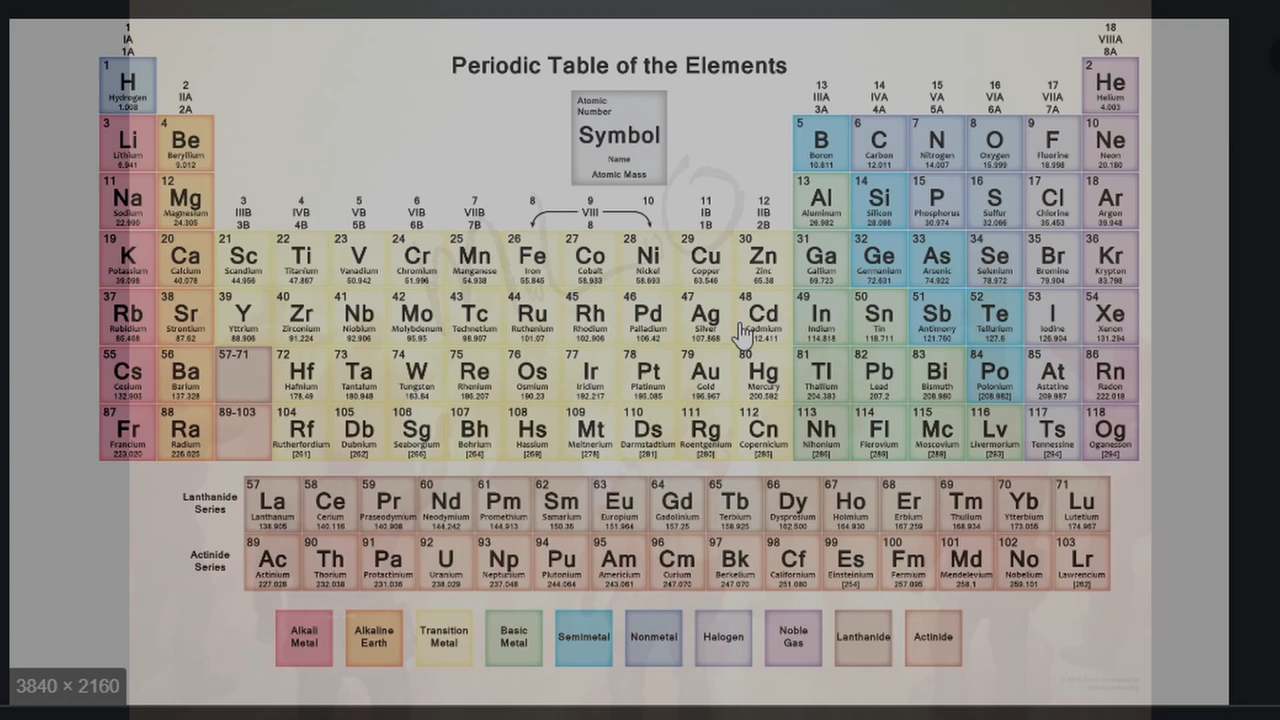 1
IA
1A
18
VIIIA
8A
Periodic Table of the Elements
1 H Hydrogen 1.008
2 IIA 2A
13 IIIA 3A
14 IVA 4A
15 VA 5A
16 VIA 6A
17 VIIA 7A
2 He Helium 4.003
Atomic Number
Symbol
Name
Atomic Mass
3 Li Lithium 6.941
4 Be Beryllium 9.012
5 B Boron 10.811
6 C Carbon 12.011
7 N Nitrogen 14.007
8 O Oxygen 15.999
9 F Fluorine 18.998
10 Ne Neon 20.180
11 Na Sodium 22.990
12 Mg Magnesium 24.305
3 IIIB 3B
4 IVB 4B
5 VB 5B
6 VIB 6B
7 VIIB 7B
8
9
10
VIII
8
11 IB 1B
12 IIB 2B
13 Al Aluminum 26.982
14 Si Silicon 28.086
15 P Phosphorus 30.974
16 S Sulfur 32.066
17 Cl Chlorine 35.453
18 Ar Argon 39.948
19 K Potassium 39.098
20 Ca Calcium 40.078
21 Sc Scandium 44.956
22 Ti Titanium 47.867
23 V Vanadium 50.942
24 Cr Chromium 51.996
25 Mn Manganese 54.938
26 Fe Iron 55.845
27 Co Cobalt 58.933
28 Ni Nickel 58.693
29 Cu Copper 63.546
30 Zn Zinc 65.38
31 Ga Gallium 69.723
32 Ge Germanium 72.631
33 As Arsenic 74.922
34 Se Selenium 78.972
35 Br Bromine 79.904
36 Kr Krypton 83.798
37 Rb Rubidium 85.468
38 Sr Strontium 87.62
39 Y Yttrium 88.906
40 Zr Zirconium 91.224
41 Nb Niobium 92.906
42 Mo Molybdenum 95.95
43 Tc Technetium 98.907
44 Ru Ruthenium 101.07
45 Rh Rhodium 102.906
46 Pd Palladium 106.42
47 Ag Silver 107.868
48 Cd Cadmium 12.411
49 In Indium 114.818
50 Sn Tin 118.711
51 Sb Antimony 121.760
52 Te Tellurium 127.6
53 I Iodine 126.904
54 Xe Xenon 131.294
55 Cs Cesium 132.905
56 Ba Barium 137.328
57-71
72 Hf Hafnium 178.49
73 Ta Tantalum 180.948
74 W Tungsten 183.84
75 Re Rhenium 186.207
76 Os Osmium 190.23
77 Ir Iridium 192.217
78 Pt Platinum 195.085
79 Au Gold 196.967
80 Hg Mercury 200.592
81 Tl Thallium 204.383
82 Pb Lead 207.2
83 Bi Bismuth 208.980
84 Po Polonium [208.982]
85 At Astatine 209.987
86 Rn Radon 222.018
87 Fr Francium 223.020
88 Ra Radium 226.025
89-103
104 Rf Rutherfordium [261]
105 Db Dubnium [262]
106 Sg Seaborgium [266]
107 Bh Bohrium [264]
108 Hs Hassium [269]
109 Mt Meitnerium [278]
110 Ds Darmstadtium [281]
111 Rg Roentgenium [280]
112 Cn Copernicium [285]
113 Nh Nihonium [286]
114 Fl Flerovium [289]
115 Mc Moscovium [289]
116 Lv Livermorium [293]
117 Ts Tennessine [294]
118 Og Oganesson [294]
Lanthanide Series
57 La Lanthanum 138.905
58 Ce Cerium 140.116
59 Pr Praseodymium 140.908
60 Nd Neodymium 144.242
61 Pm Promethium 144.913
62 Sm Samarium 150.36
63 Eu Europium 151.964
64 Gd Gadolinium 157.25
65 Tb Terbium 158.925
66 Dy Dysprosium 162.500
67 Ho Holmium 164.930
68 Er Erbium 167.259
69 Tm Thulium 168.934
70 Yb Ytterbium 173.055
71 Lu Lutetium 174.967
Actinide Series
89 Ac Actinium 227.028
90 Th Thorium 232.038
91 Pa Protactinium 231.036
92 U Uranium 238.029
93 Np Neptunium 237.048
94 Pu Plutonium 244.064
95 Am Americium 243.061
96 Cm Curium 247.070
97 Bk Berkelium 247.070
98 Cf Californium 251.080
99 Es Einsteinium [254]
100 Fm Fermium 257.095
101 Md Mendelevium 258.1
102 No Nobelium 259.101
103 Lr Lawrencium [262]
Alkali Metal
Alkaline Earth
Transition Metal
Basic Metal
Semimetal
Nonmetal
Halogen
Noble Gas
Lanthanide
Actinide
3840 × 2160